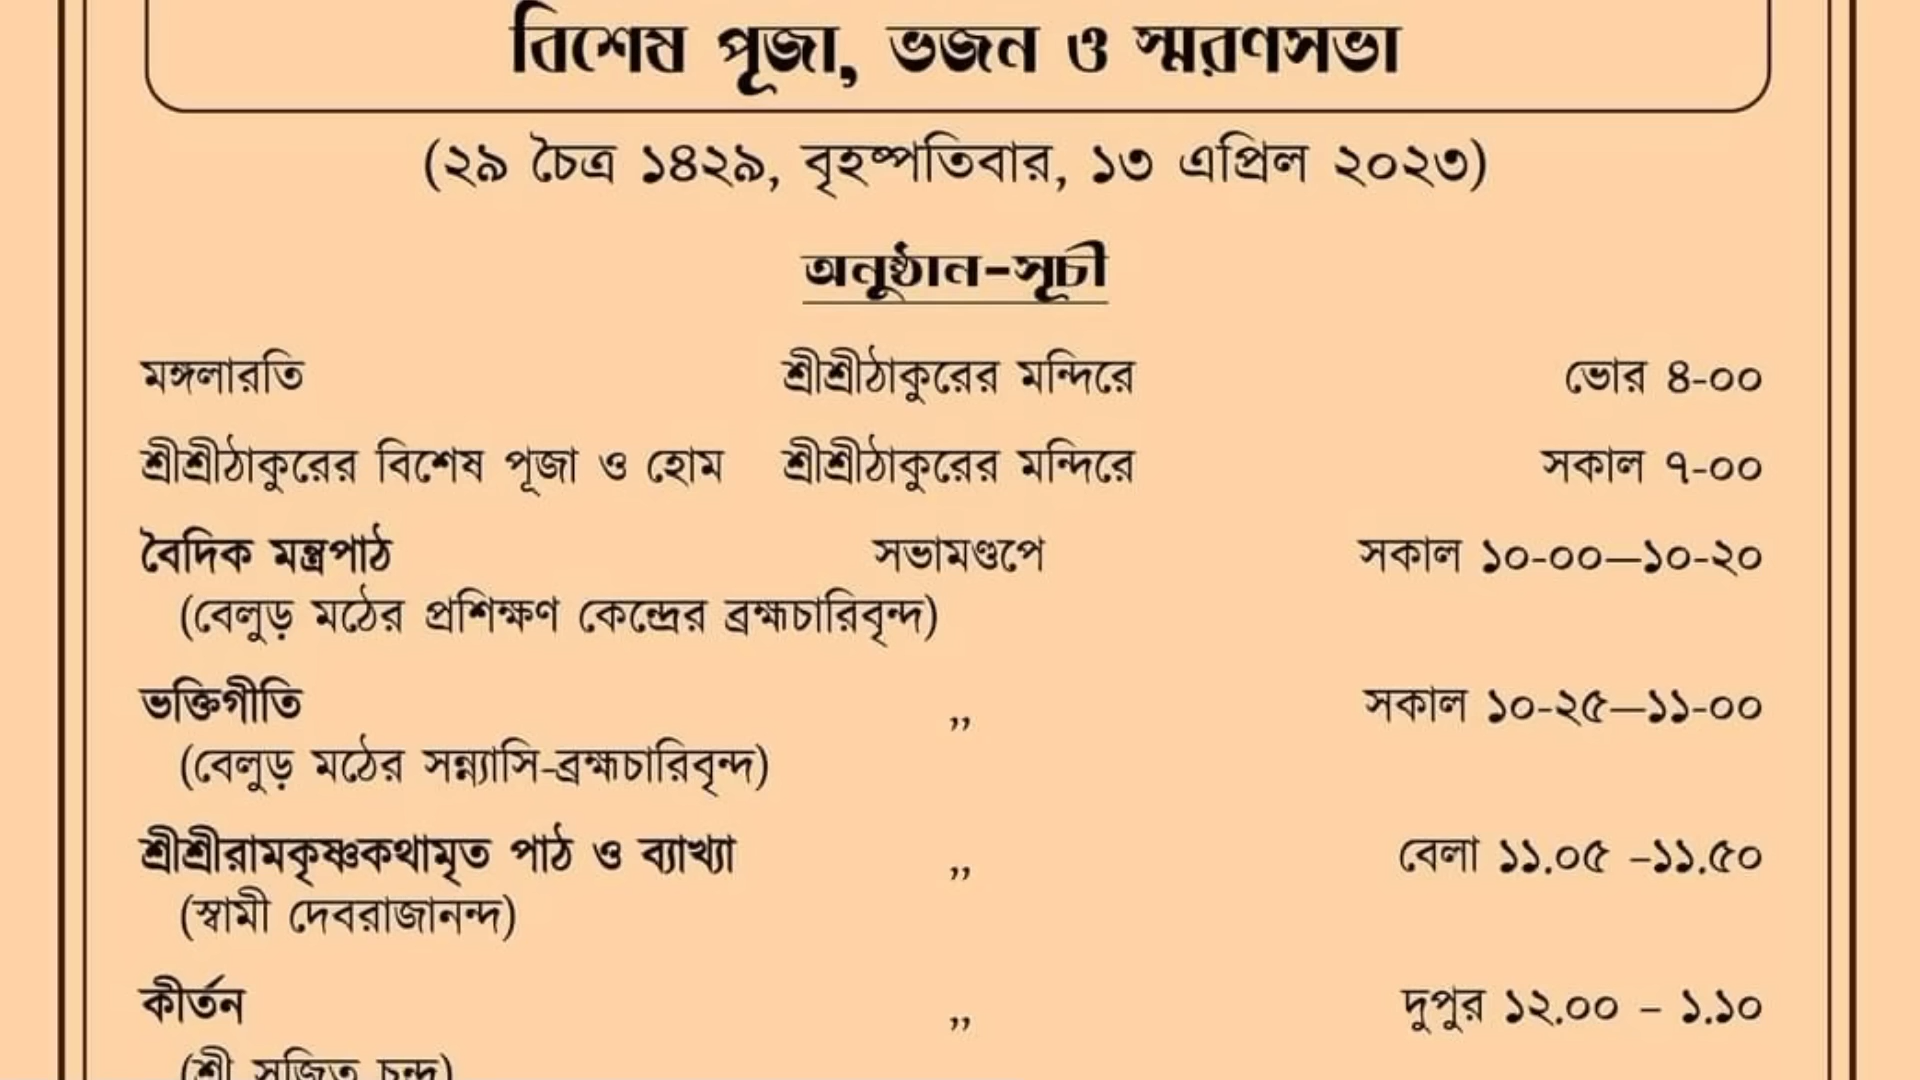 বিশেষ পূজা, ভজন ও স্মরণসভা
(২৯ চৈত্র ১৪২৯, বৃহষ্পতিবার, ১৩ এপ্রিল ২০২৩)
অনুষ্ঠান-সূচী
মঙ্গলারতি শ্রীশ্রীঠাকুরের মন্দিরে ভোর ৪-০০
শ্রীশ্রীঠাকুরের বিশেষ পূজা ও হোম শ্রীশ্রীঠাকুরের মন্দিরে সকাল ৭-০০
বৈদিক মন্ত্রপাঠ সভামণ্ডপে সকাল ১০-০০—১০-২০
(বেলুড় মঠের প্রশিক্ষণ কেন্দ্রের ব্রহ্মচারিবৃন্দ)
ভক্তিগীতি ,, সকাল ১০-২৫—১১-০০
(বেলুড় মঠের সন্ন্যাসি-ব্রহ্মচারিবৃন্দ)
শ্রীশ্রীরামকৃষ্ণকথামৃত পাঠ ও ব্যাখ্যা ,, বেলা ১১.০৫ –১১.৫০
(স্বামী দেবরাজানন্দ)
কীর্তন ,, দুপুর ১২.০০ – ১.১০
(শ্রী সুজিত চন্দ্র)